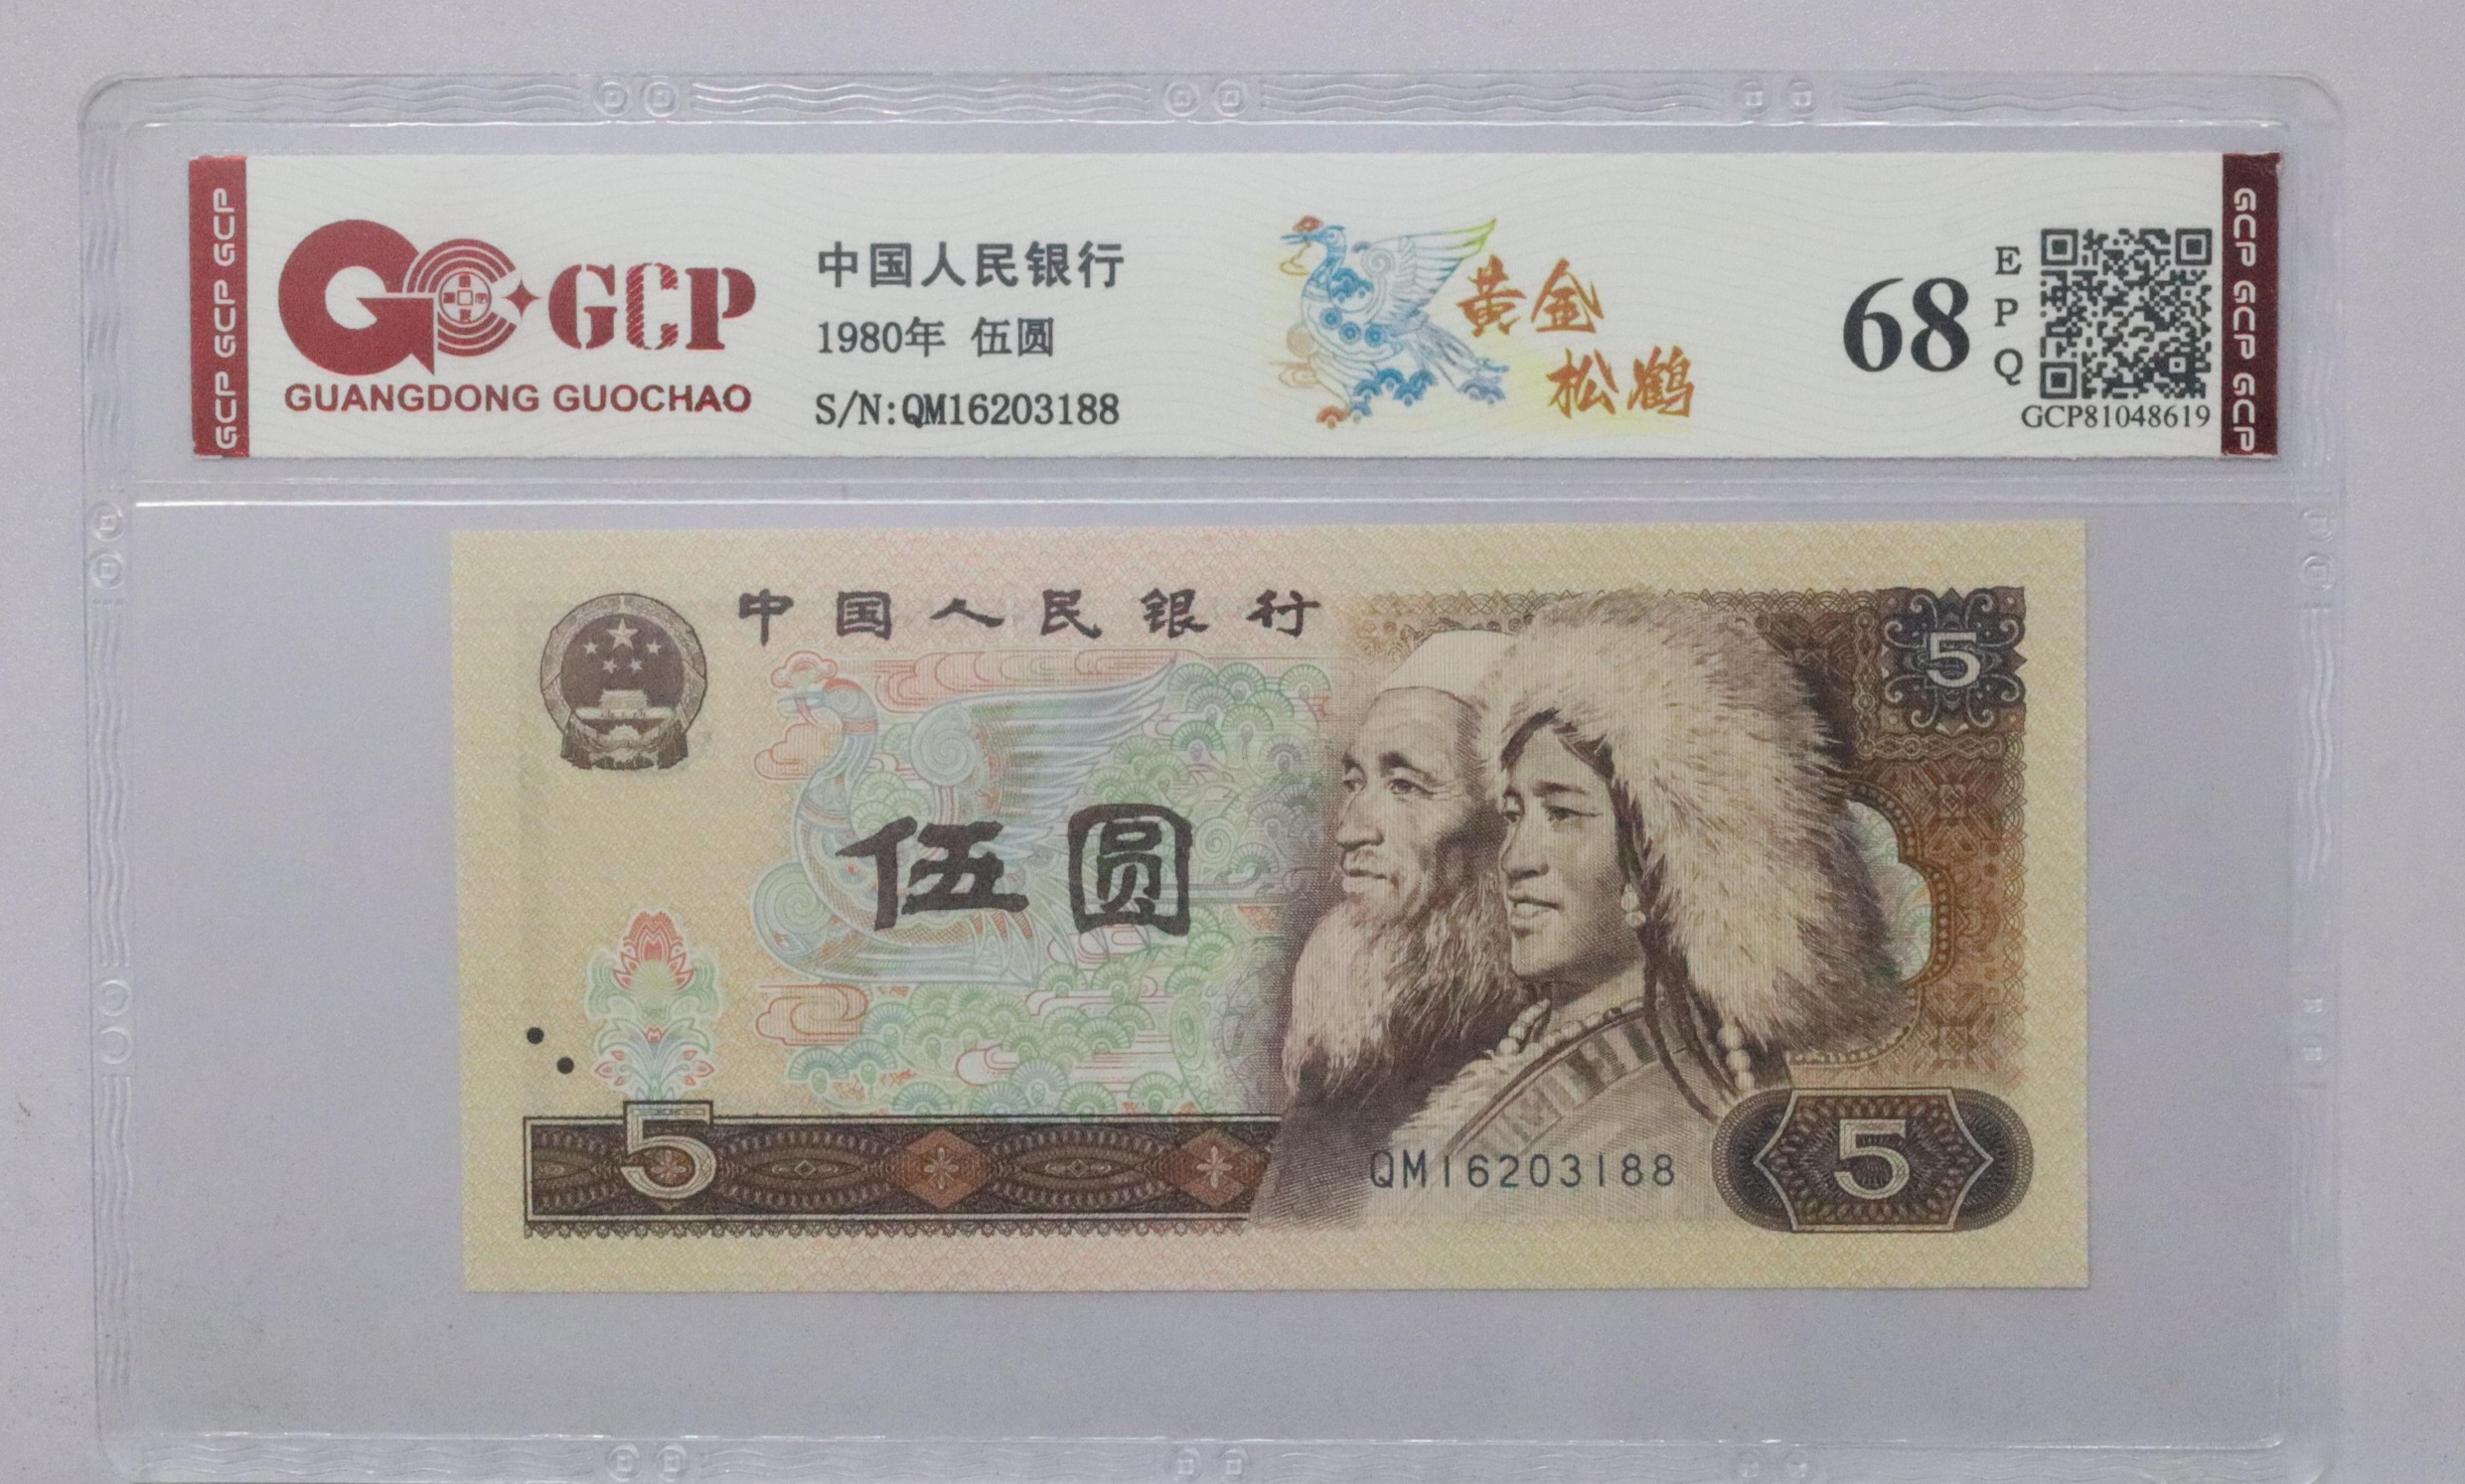 GCP GCP GCP
GCP
GUANGDONG GUOCHAO
中国人民银行
1980年 伍圆
S/N:QM16203188
黄金
松鹤
68
E
P
Q
GCP81048619
GCP GCP GCP
中国人民银行
5
伍圆
5
QM16203188
5